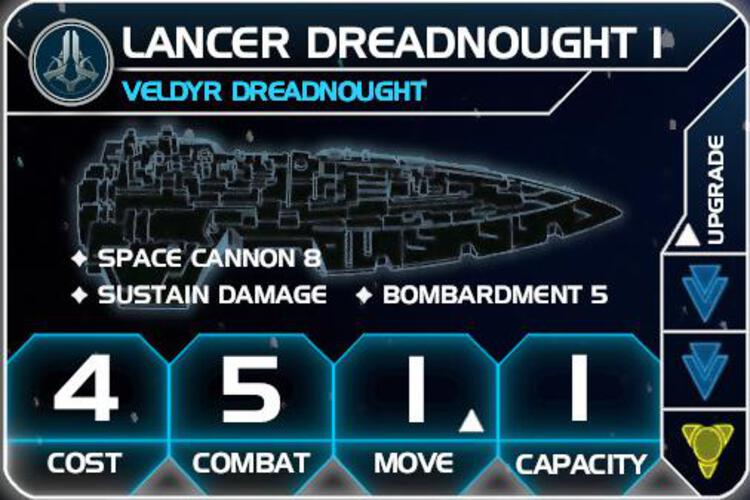 LANCER DREADNOUGHT I
VELDYR DREADNOUGHT
UPGRADE
SPACE CANNON 8
SUSTAIN DAMAGE BOMBARDMENT 5
4 5 1 1
COST COMBAT MOVE CAPACITY